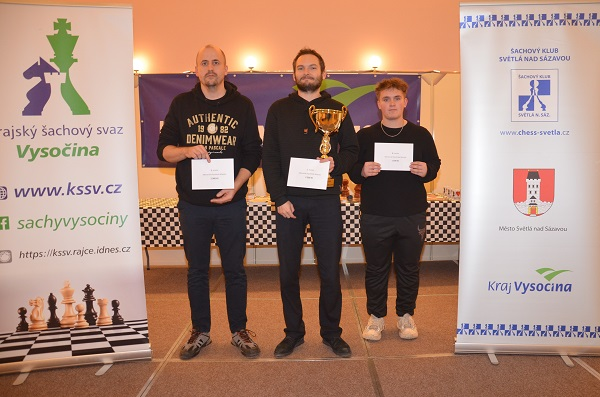 krajský šachový svaz
Vysočina
www.kssv.cz
sachyvysociny
https://kssv.rajce.idnes.cz
AUTHENTIC
19 82
DENIMWEAR
ŠACHOVÝ KLUB
SVĚTLÁ NAD SÁZAVOU
ŠACHOVÝ KLUB
SVĚTLÁ N. SÁZ.
www.chess-svetla.cz
Město Světlá nad Sázavou
Kraj Vysočina